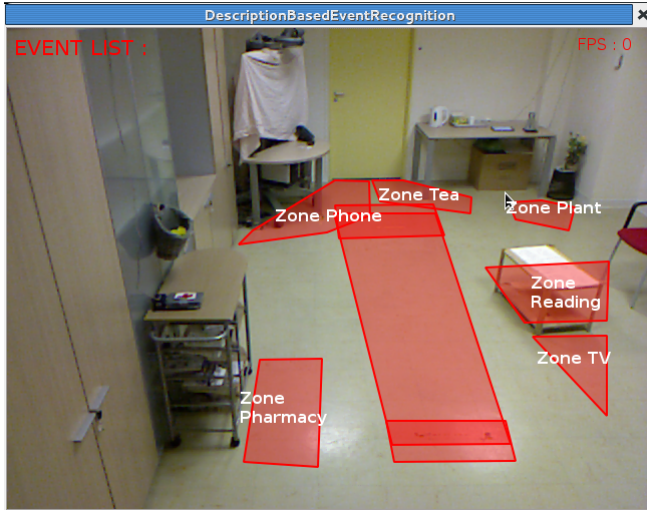 DescriptionBasedEventRecognition
EVENT LIST :
FPS : 0
Zone Tea
Zone Phone
Zone Plant
Zone
Reading
Zone TV
Zone
Pharmacy